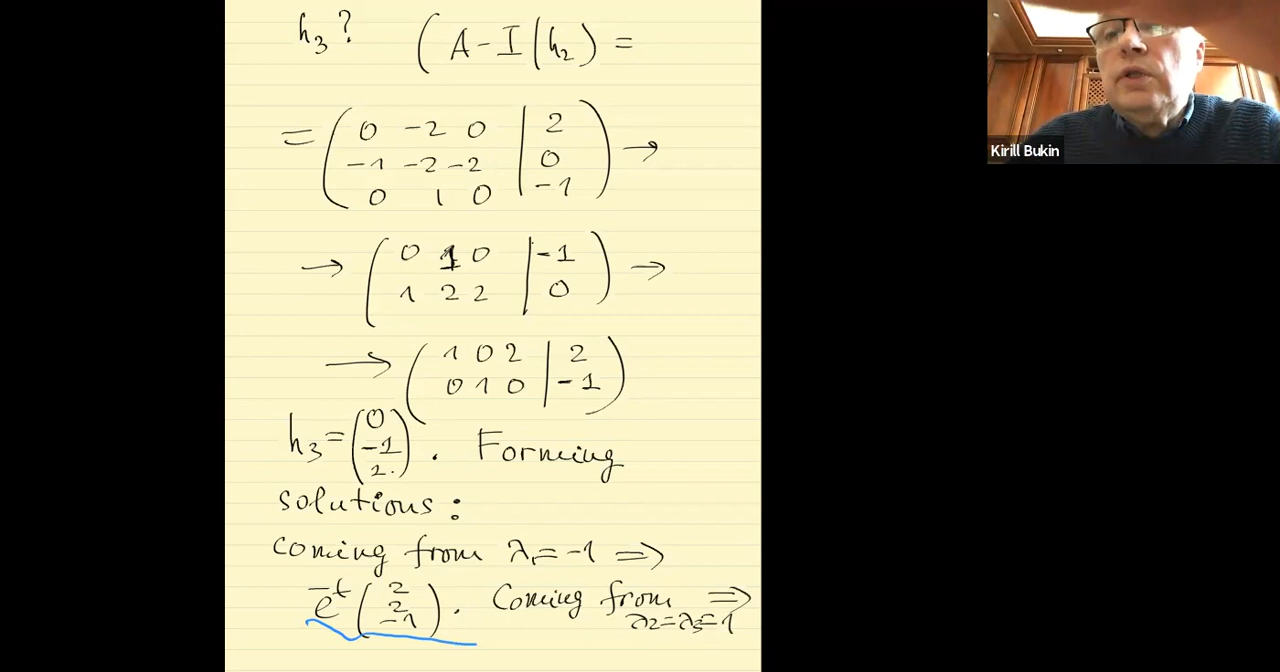 h₃? (A-I|h₂) =
= ( 0 -2 0 | 2
-1 -2 -2 | 0
0 1 0 | -1 ) →
→ ( 0 1 0 | -1
1 2 2 | 0 ) →
→ ( 1 0 2 | 2
0 1 0 | -1 )
h₃ = ( 0
-1
1 ) . Forming
solutions:
Coming from λ₁ = -1 ⇒
e^-t ( 2
2
-1 ) . Coming from ⇒
λ2=λ3=1
Kirill Bukin